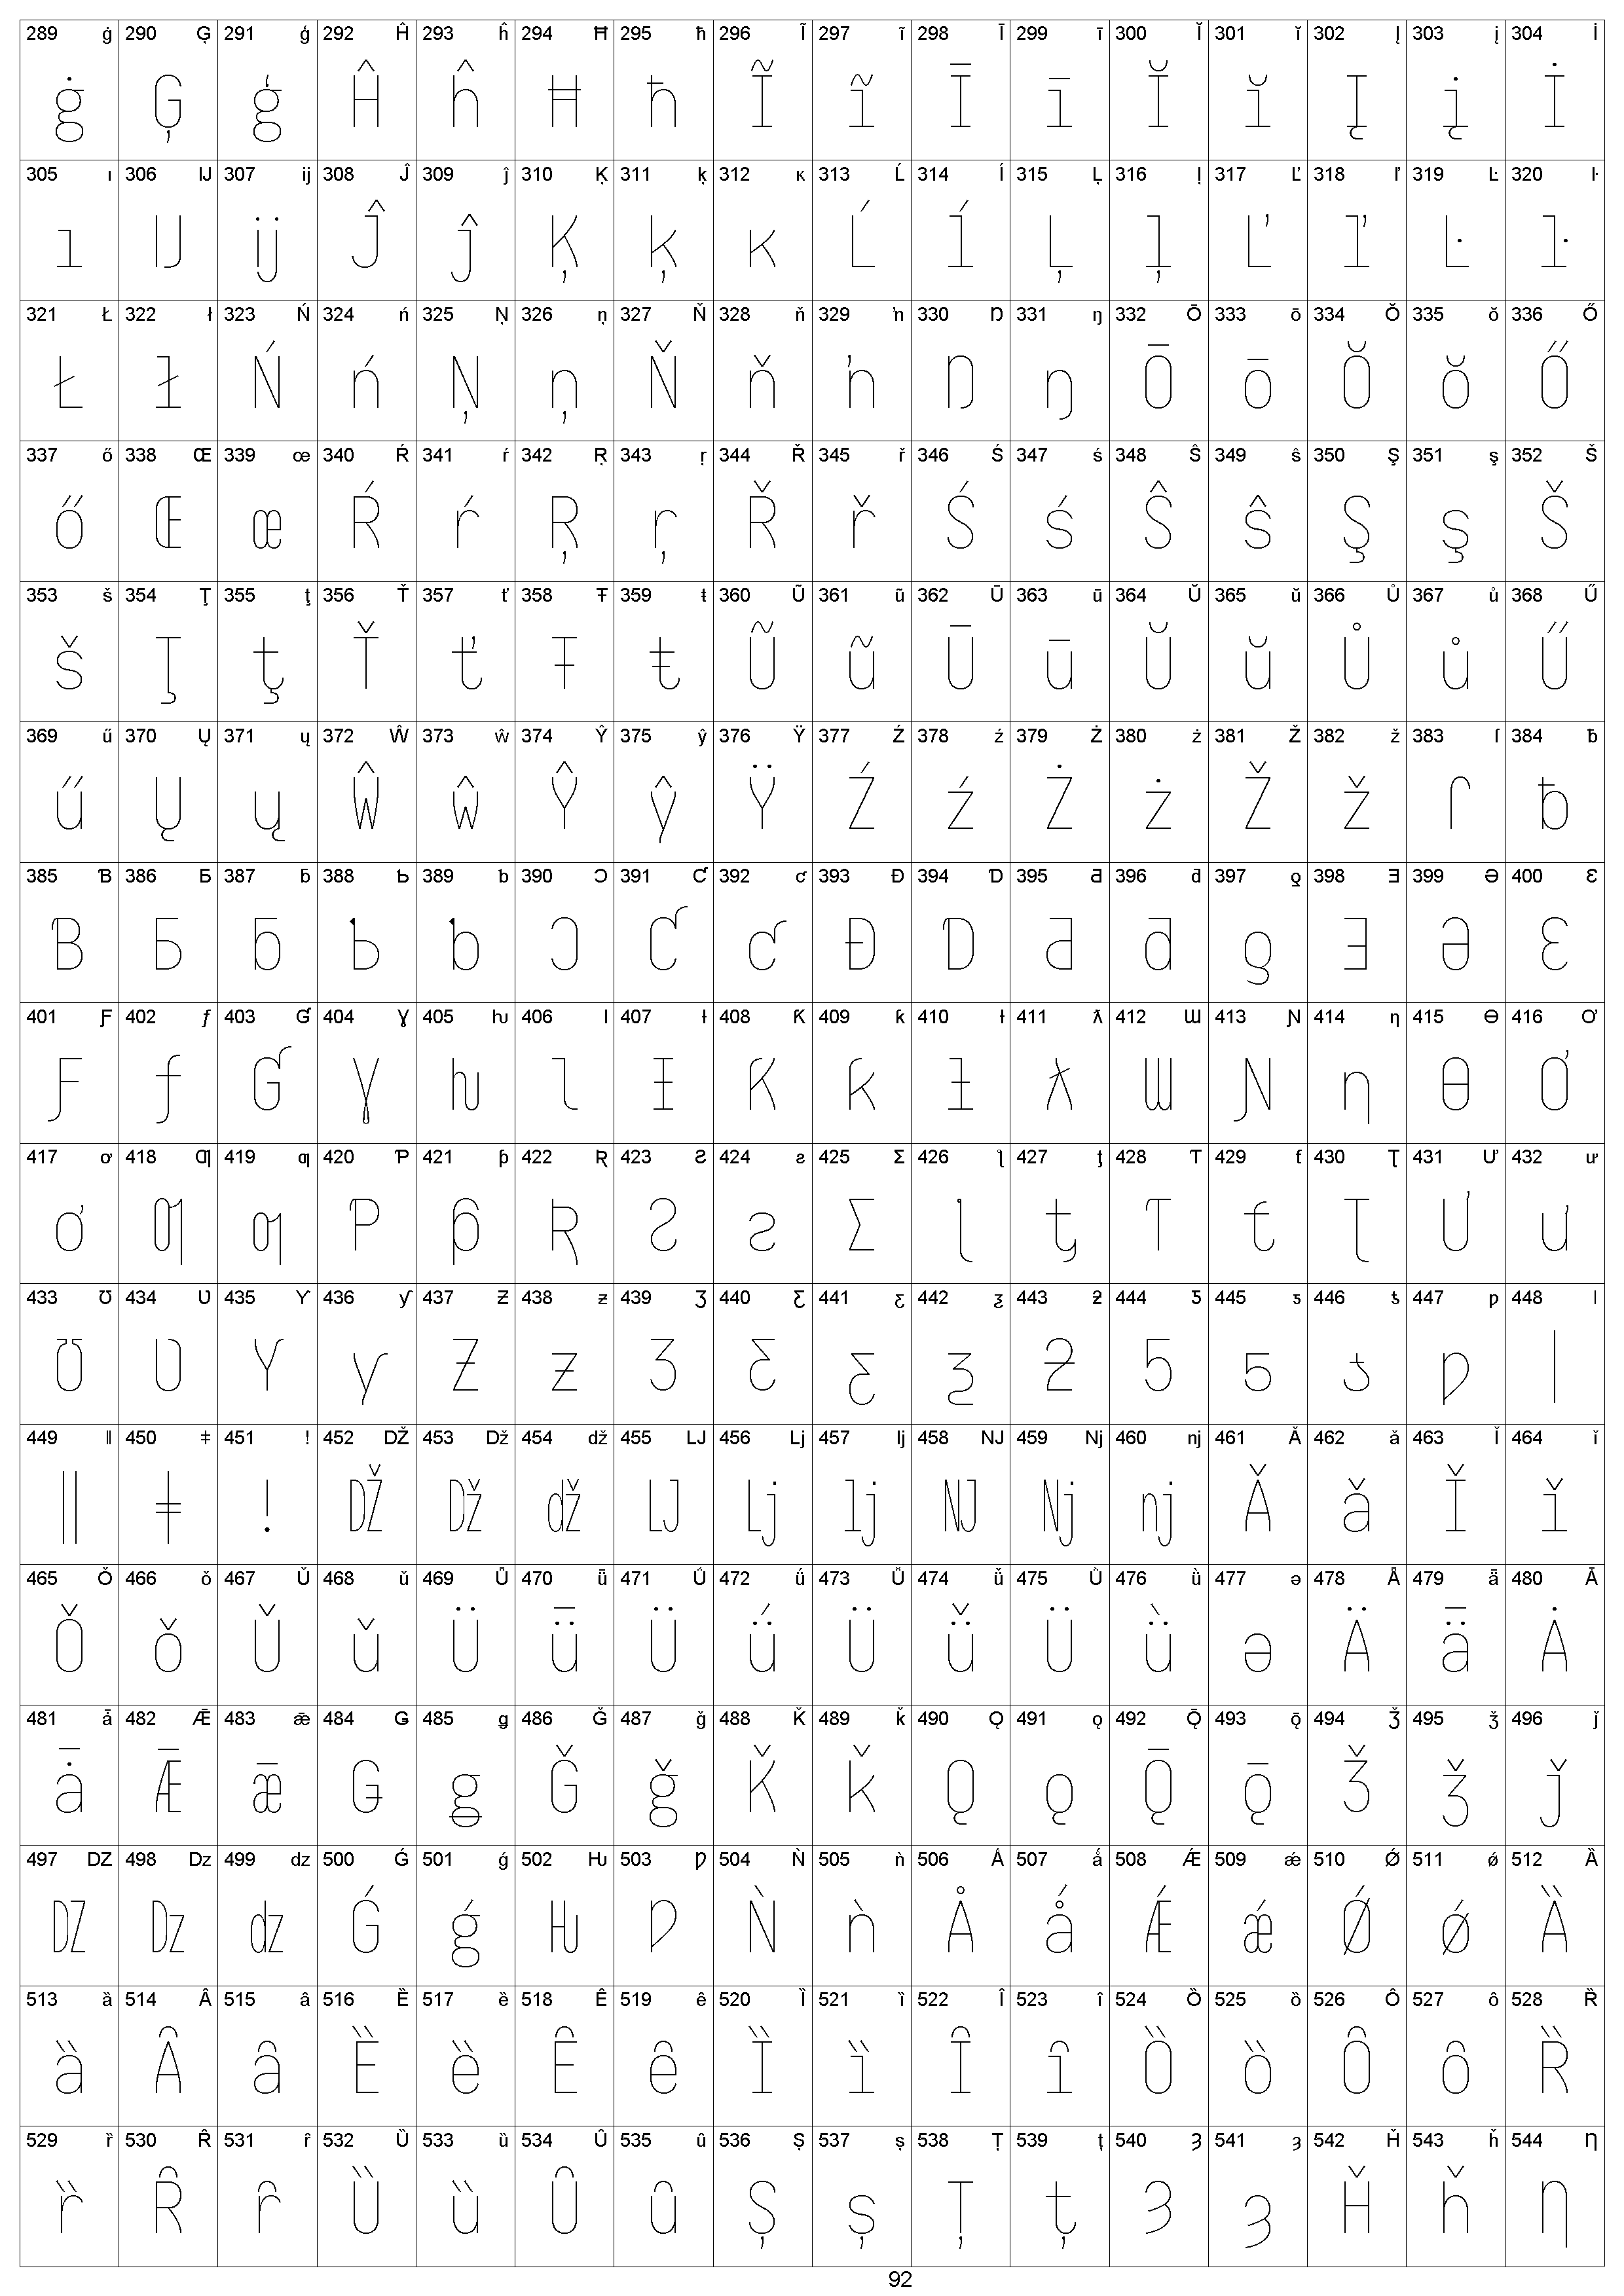 289 ġ 290 Ģ 291 ģ 292 Ĥ 293 ĥ 294 Ħ 295 ħ 296 Ĩ 297 ĩ 298 Ī 299 ī 300 Ĭ 301 ĭ 302 Į 303 į 304 İ
ġ Ģ ģ Ĥ ĥ Ħ ħ Ĩ ĩ Ī ī Ĭ ĭ Į į İ
305 ı 306 Ĳ 307 ĳ 308 Ĵ 309 ĵ 310 Ķ 311 ķ 312 ĸ 313 Ĺ 314 ĺ 315 Ļ 316 ļ 317 Ľ 318 ľ 319 Ŀ 320 ŀ
ı Ĳ ĳ Ĵ ĵ Ķ ķ ĸ Ĺ ĺ Ļ ļ Ľ ľ Ŀ ŀ
321 Ł 322 ł 323 Ń 324 ń 325 Ņ 326 ņ 327 Ň 328 ň 329 ŉ 330 Ŋ 331 ŋ 332 Ō 333 ō 334 Ŏ 335 ŏ 336 Ő
Ł ł Ń ń Ņ ņ Ň ň ŉ Ŋ ŋ Ō ō Ŏ ŏ Ő
337 ő 338 Œ 339 œ 340 Ŕ 341 ŕ 342 Ŗ 343 ŗ 344 Ř 345 ř 346 Ś 347 ś 348 Ŝ 349 ŝ 350 Ş 351 ş 352 Š
ő Œ œ Ŕ ŕ Ŗ ŗ Ř ř Ś ś Ŝ ŝ Ş ş Š
353 š 354 Ţ 355 ţ 356 Ť 357 ť 358 Ŧ 359 ŧ 360 Ũ 361 ũ 362 Ū 363 ū 364 Ŭ 365 ŭ 366 Ů 367 ů 368 Ű
š Ţ ţ Ť ť Ŧ ŧ Ũ ũ Ū ū Ŭ ŭ Ů ů Ű
369 ű 370 Ų 371 ų 372 Ŵ 373 ŵ 374 Ŷ 375 ŷ 376 Ÿ 377 Ź 378 ź 379 Ż 380 ż 381 Ž 382 ž 383 ſ 384 ƀ
ű Ų ų Ŵ ŵ Ŷ ŷ Ÿ Ź ź Ż ż Ž ž ſ ƀ
385 Ɓ 386 Ƃ 387 ƃ 388 Ƅ 389 ƅ 390 Ɔ 391 Ƈ 392 ƈ 393 Ɖ 394 Ɗ 395 Ƌ 396 ƌ 397 ƍ 398 Ǝ 399 Ə 400 Ɛ
Ɓ Ƃ ƃ Ƅ ƅ Ɔ Ƈ ƈ Ɖ Ɗ Ƌ ƌ ƍ Ǝ Ə Ɛ
401 Ƒ 402 ƒ 403 Ɠ 404 Ɣ 405 ƕ 406 Ɩ 407 Ɨ 408 Ƙ 409 ƙ 410 ƚ 411 ƛ 412 Ɯ 413 Ɲ 414 ƞ 415 Ɵ 416 Ơ
Ƒ ƒ Ɠ Ɣ ƕ Ɩ Ɨ Ƙ ƙ ƚ ƛ Ɯ Ɲ ƞ Ɵ Ơ
417 ơ 418 Ƣ 419 ƣ 420 Ƥ 421 ƥ 422 Ʀ 423 Ƨ 424 ƨ 425 Ʃ 426 ƪ 427 ƫ 428 Ƭ 429 ƭ 430 Ʈ 431 Ư 432 ư
ơ Ƣ ƣ Ƥ ƥ Ʀ Ƨ ƨ Ʃ ƪ ƫ Ƭ ƭ Ʈ Ư ư
433 Ʊ 434 Ʋ 435 Ƴ 436 ƴ 437 Ƶ 438 ƶ 439 Ʒ 440 Ƹ 441 ƹ 442 ƺ 443 ƻ 444 Ƽ 445 ƽ 446 ƾ 447 ƿ 448 ǀ
Ʊ Ʋ Ƴ ƴ Ƶ ƶ Ʒ Ƹ ƹ ƺ ƻ Ƽ ƽ ƾ ƿ ǀ
449 ǁ 450 ǂ 451 ǃ 452 Ǆ 453 ǅ 454 ǆ 455 Ǉ 456 ǈ 457 ǉ 458 Ǌ 459 ǋ 460 ǌ 461 Ǎ 462 ǎ 463 Ǐ 464 ǐ
ǁ ǂ ǃ Ǆ ǅ ǆ Ǉ ǈ ǉ Ǌ ǋ ǌ Ǎ ǎ Ǐ ǐ
465 Ǒ 466 ǒ 467 Ǔ 468 ǔ 469 Ǖ 470 ǖ 471 Ǘ 472 ǘ 473 Ǚ 474 ǚ 475 Ǜ 476 ǜ 477 ǝ 478 Ǟ 479 ǟ 480 Ǡ
Ǒ ǒ Ǔ ǔ Ü ǖ Ü ǘ Ü ǚ Ü ǜ ǝ Ä ǟ Ȧ
481 ǡ 482 Ǣ 483 ǣ 484 Ǥ 485 ǥ 486 Ǧ 487 ǧ 488 Ǩ 489 ǩ 490 Ǫ 491 ǫ 492 Ǭ 493 ǭ 494 Ǯ 495 ǯ 496 ǰ
ǡ Ǣ ǣ Ǥ ǥ Ǧ ǧ Ǩ ǩ Ǫ ǫ Ǭ ǭ Ǯ ǯ ǰ
497 Ǳ 498 ǲ 499 ǳ 500 Ǵ 501 ǵ 502 Ƕ 503 Ƿ 504 Ǹ 505 ǹ 506 Ǻ 507 ǻ 508 Ǽ 509 ǽ 510 Ǿ 511 ǿ 512 Ȁ
Ǳ ǲ ǳ Ǵ ǵ Ƕ Ƿ Ǹ ǹ Å ǻ Ǽ ǽ Ǿ ǿ Ȁ
513 ȁ 514 Ȃ 515 ȃ 516 Ȅ 517 ȅ 518 Ȇ 519 ȇ 520 Ȉ 521 ȉ 522 Ȋ 523 ȋ 524 Ȍ 525 ȍ 526 Ȏ 527 ȏ 528 Ȑ
ȁ Ȃ ȃ Ȅ ȅ Ȇ ȇ Ȉ ȉ Ȋ ȋ Ȍ ȍ Ȏ ȏ Ȑ
529 ȑ 530 Ȓ 531 ȓ 532 Ȕ 533 ȕ 534 Ȗ 535 ȗ 536 Ș 537 ș 538 Ț 539 ț 540 Ȝ 541 ȝ 542 Ȟ 543 ȟ 544 Ƞ
ȑ Ȓ ȓ Ȕ ȕ Ȗ ȗ Ș ș Ț ț Ȝ ȝ Ȟ ȟ Ƞ
92